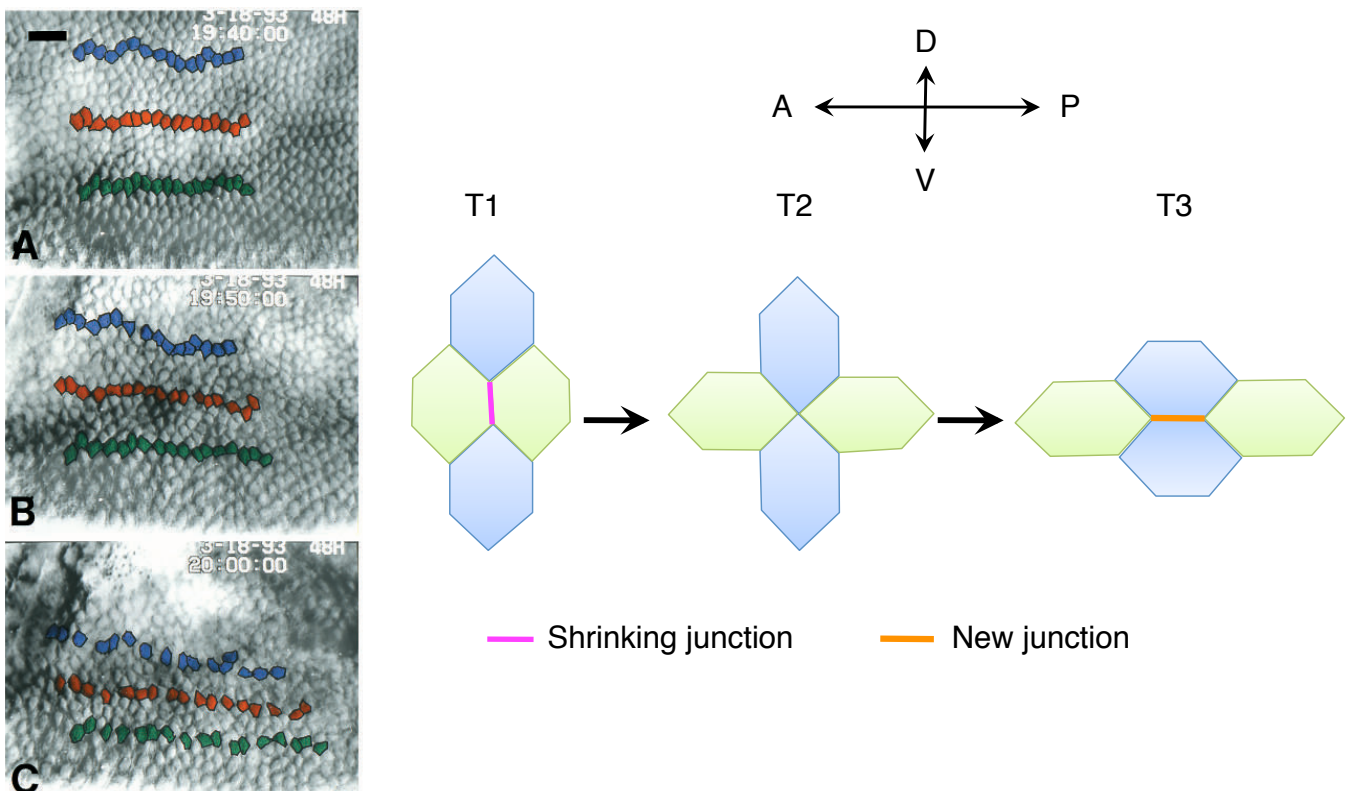 3-18-93 48H
19:40:00
A
3-18-93 48H
19:50:00
B
3-18-93 48H
20:00:00
C
D
A P
V
T1 T2 T3
Shrinking junction New junction